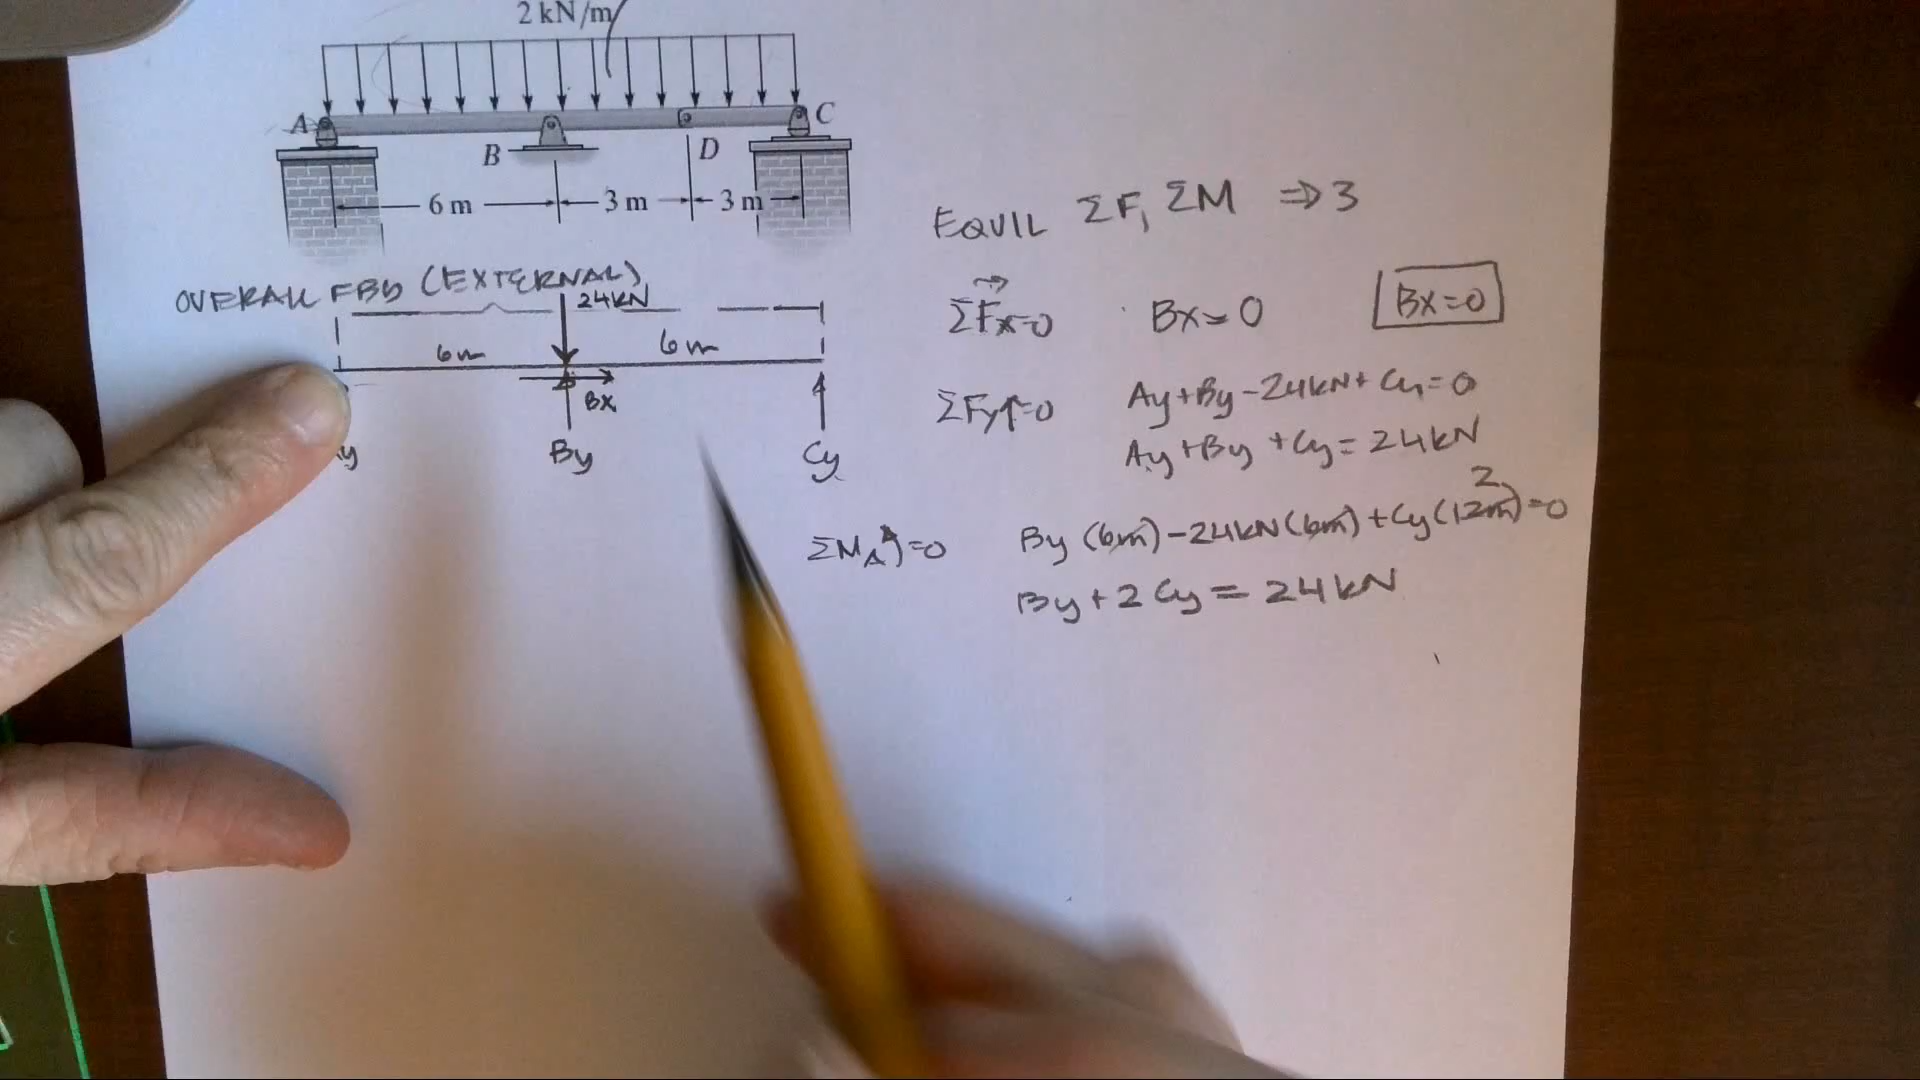 2 kN/m
A
C
B
D
6 m
3 m
3 m
EQUIL ΣF, ΣM ⇒ 3
OVERALL FBD (EXTERNAL)
24kN
ΣFx=0 Bx=0 Bx=0
6m
6m
Bx
ΣFy↑=0 Ay+By-24kN+Cy=0
By
Cy
Ay+By+Cy=24kN
2
ΣMA=0 By(6m)-24kN(6m)+Cy(12m)=0
By+2Cy=24kN